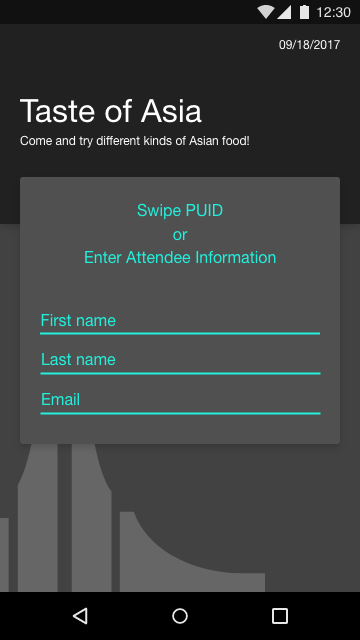 12:30
09/18/2017
Taste of Asia
Come and try different kinds of Asian food!
Swipe PUID
or
Enter Attendee Information
First name
Last name
Email